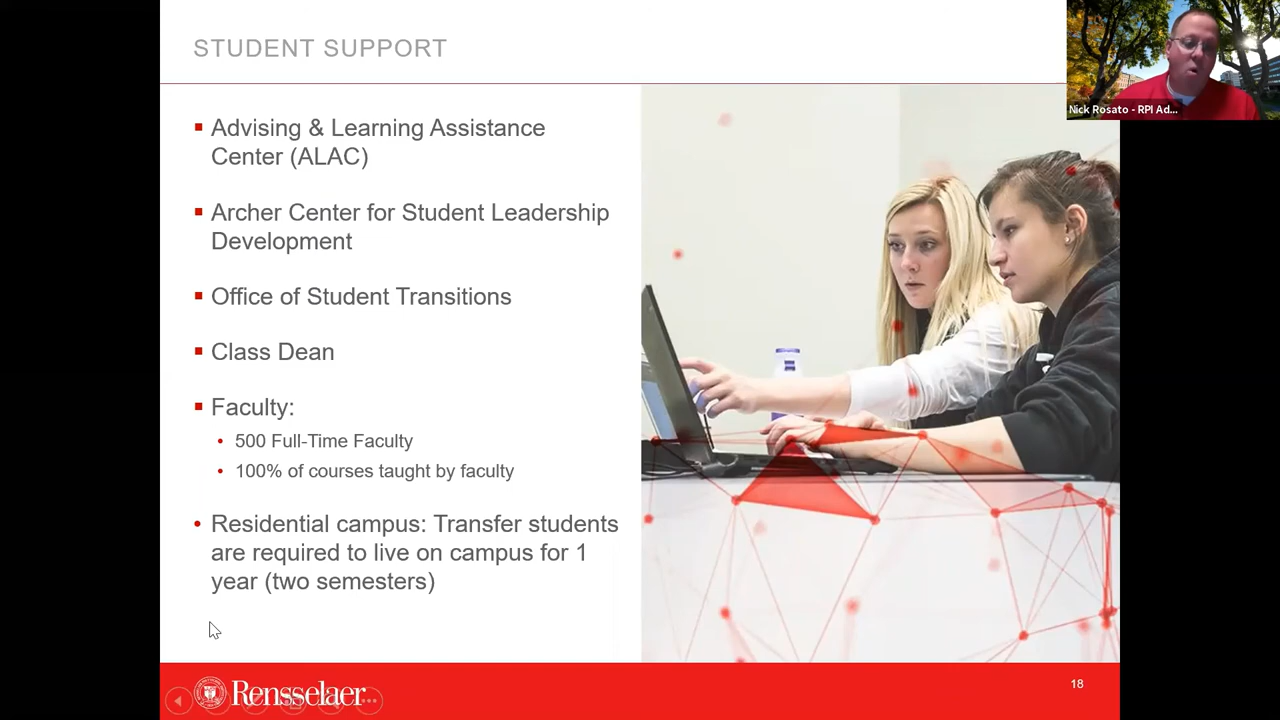 STUDENT SUPPORT
Nick Rosato - RPI Ad...
▪ Advising & Learning Assistance
Center (ALAC)
▪ Archer Center for Student Leadership
Development
▪ Office of Student Transitions
▪ Class Dean
▪ Faculty:
• 500 Full-Time Faculty
• 100% of courses taught by faculty
• Residential campus: Transfer students
are required to live on campus for 1
year (two semesters)
Rensselaer
18